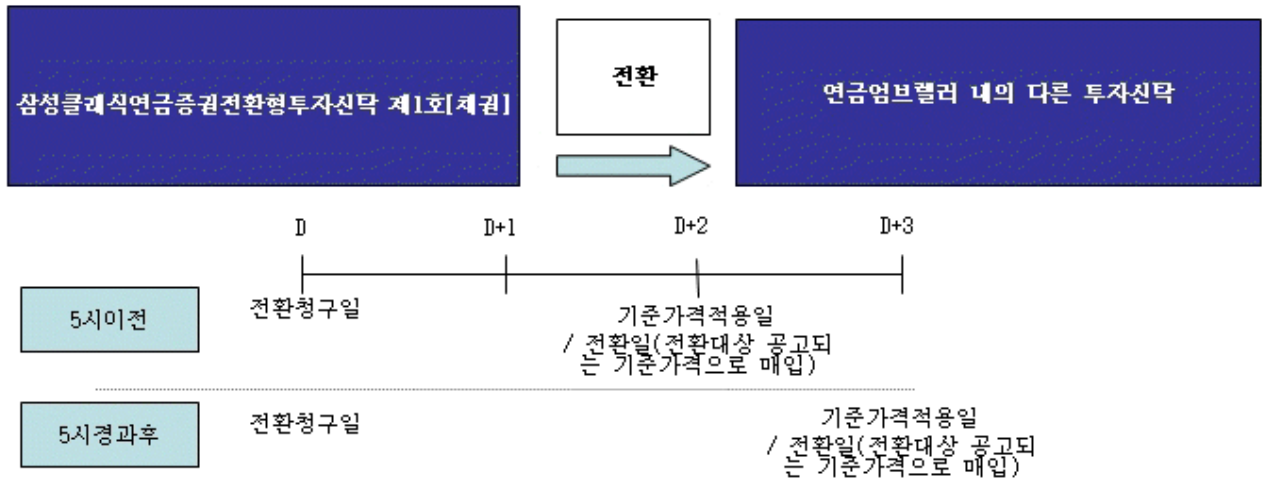 삼성클래식연금증권전환형투자신탁 제1호[채권]
전환
연금엄브렐러 내의 다른 투자신탁
D
D+1
D+2
D+3
5시이전
전환청구일
기준가격적용일
/ 전환일(전환대상 공고되
는 기준가격으로 매입)
5시경과후
전환청구일
기준가격적용일
/ 전환일(전환대상 공고되
는 기준가격으로 매입)